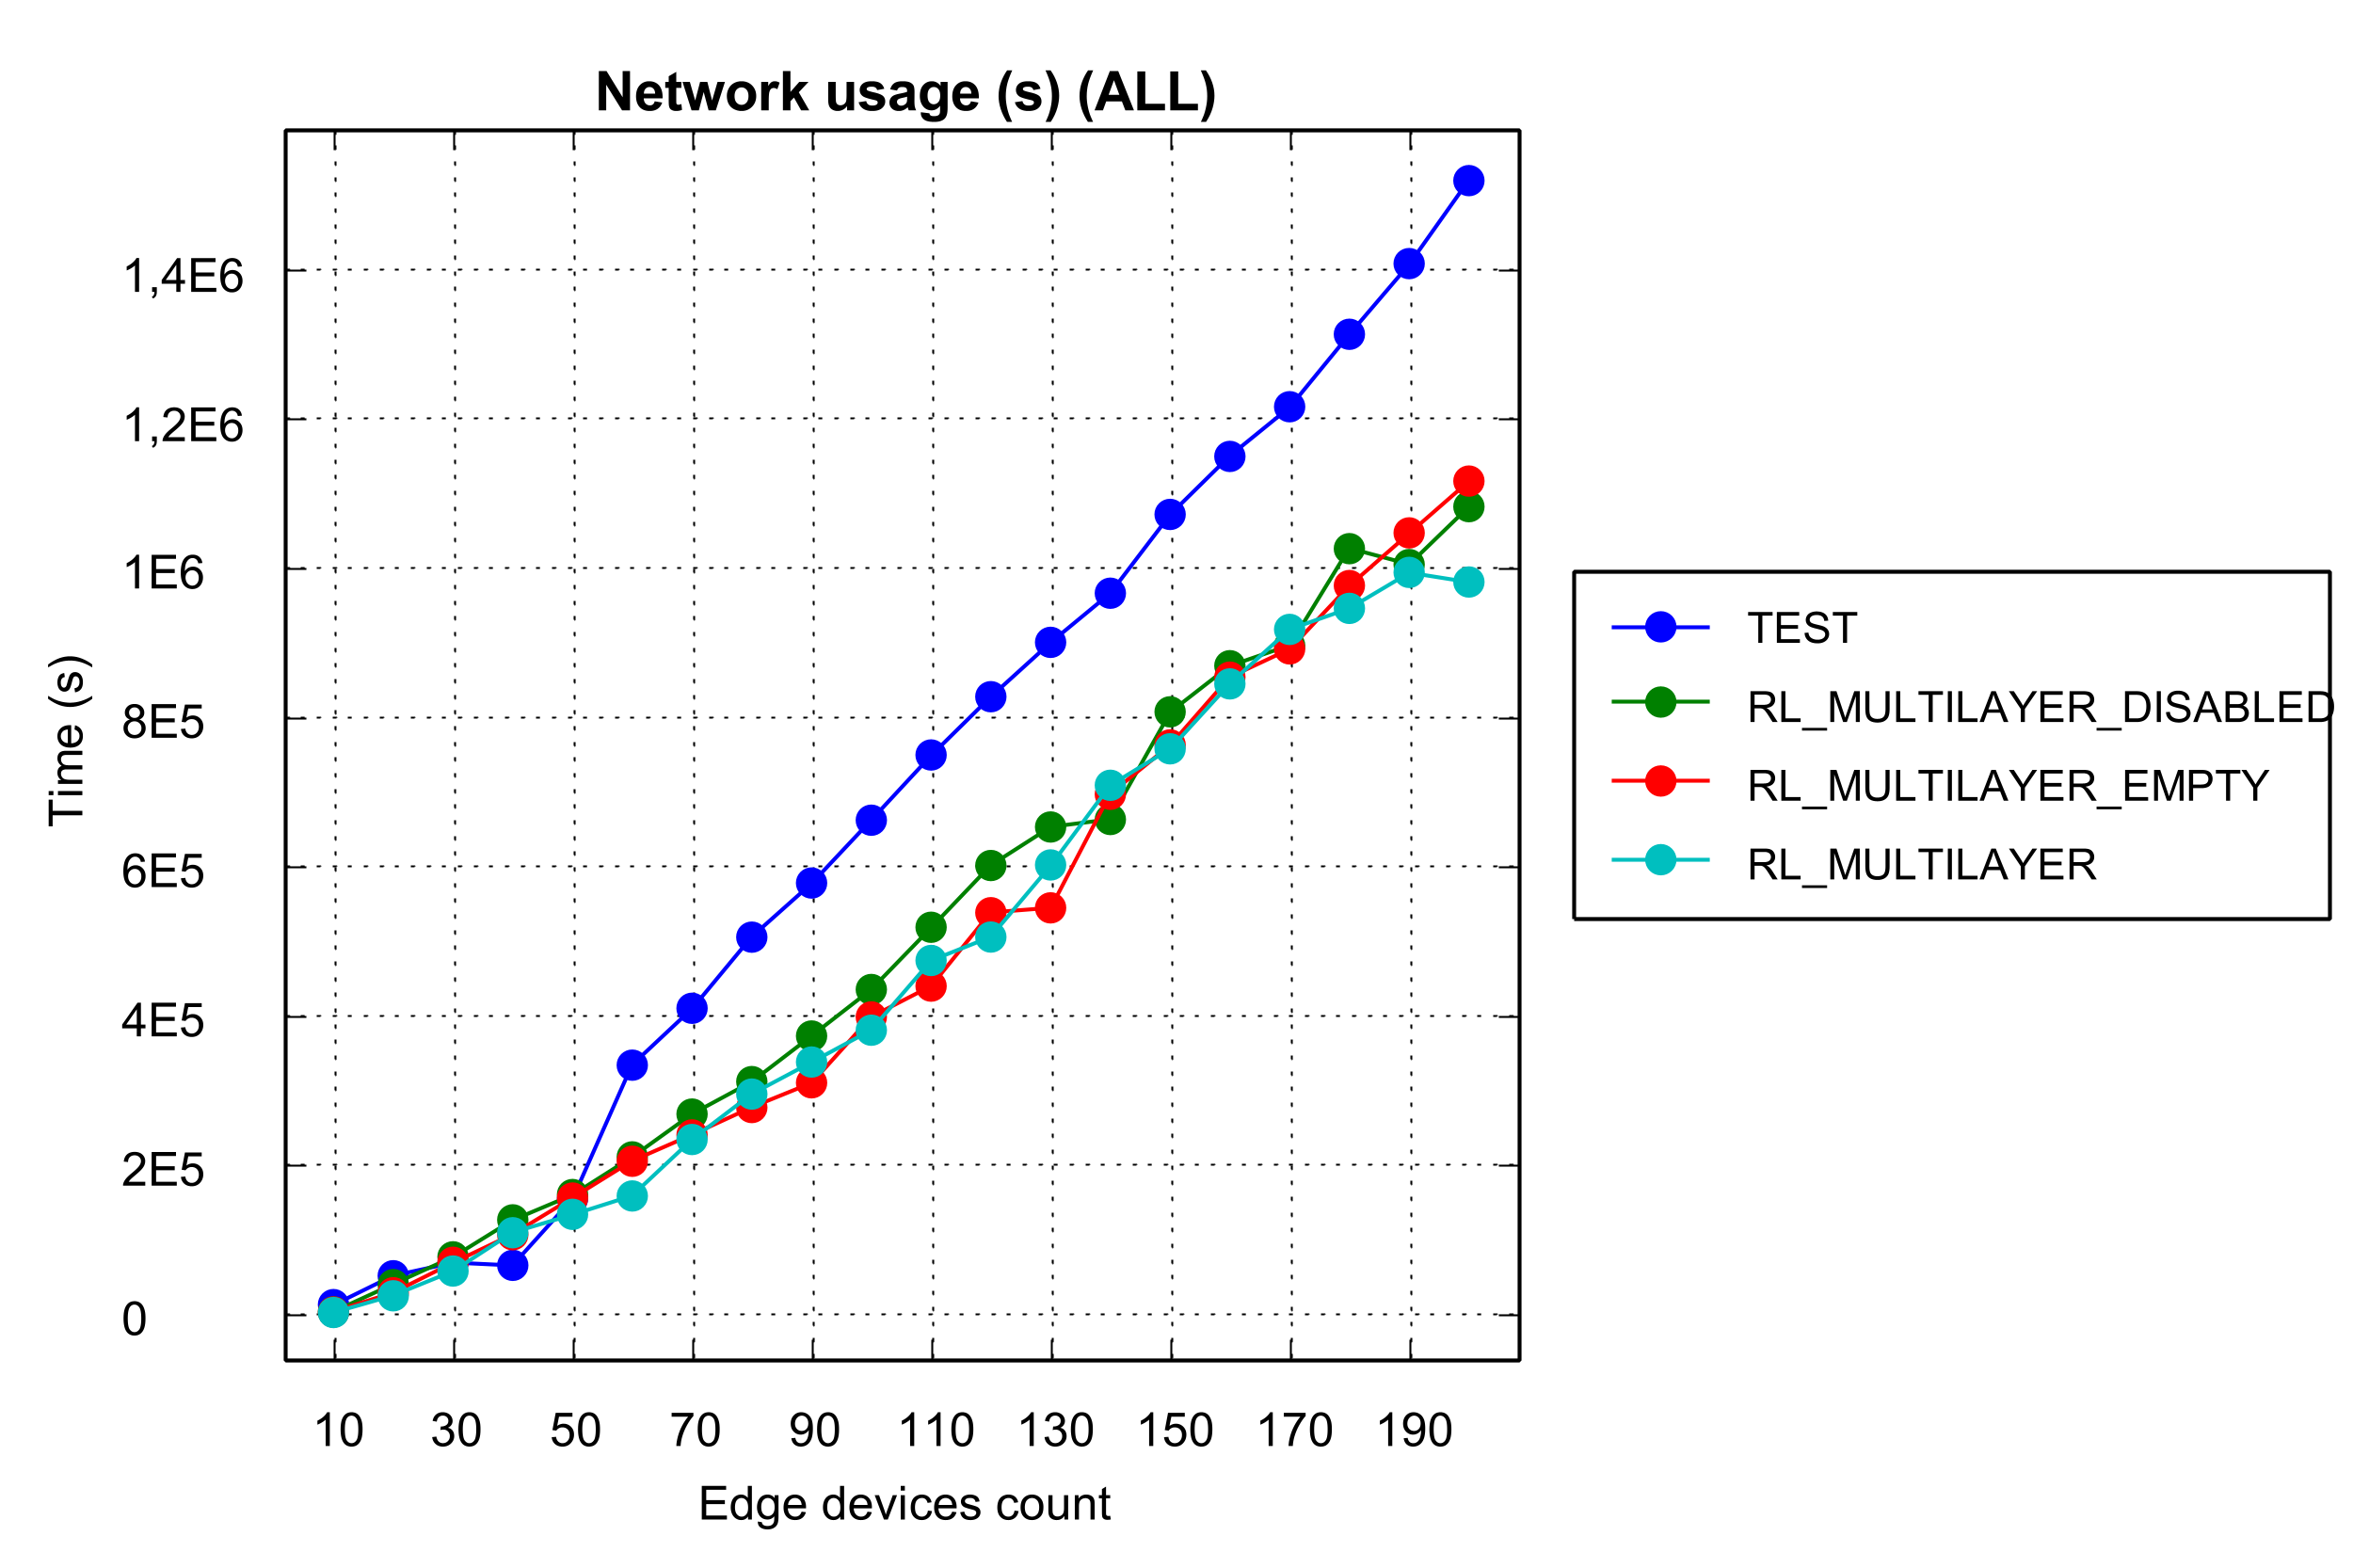 Network usage (s) (ALL)
1,4E6
1,2E6
1E6
8E5
6E5
4E5
2E5
0
Time (s)
10 30 50 70 90 110 130 150 170 190
Edge devices count
TEST
RL_MULTILAYER_DISABLED
RL_MULTILAYER_EMPTY
RL_MULTILAYER